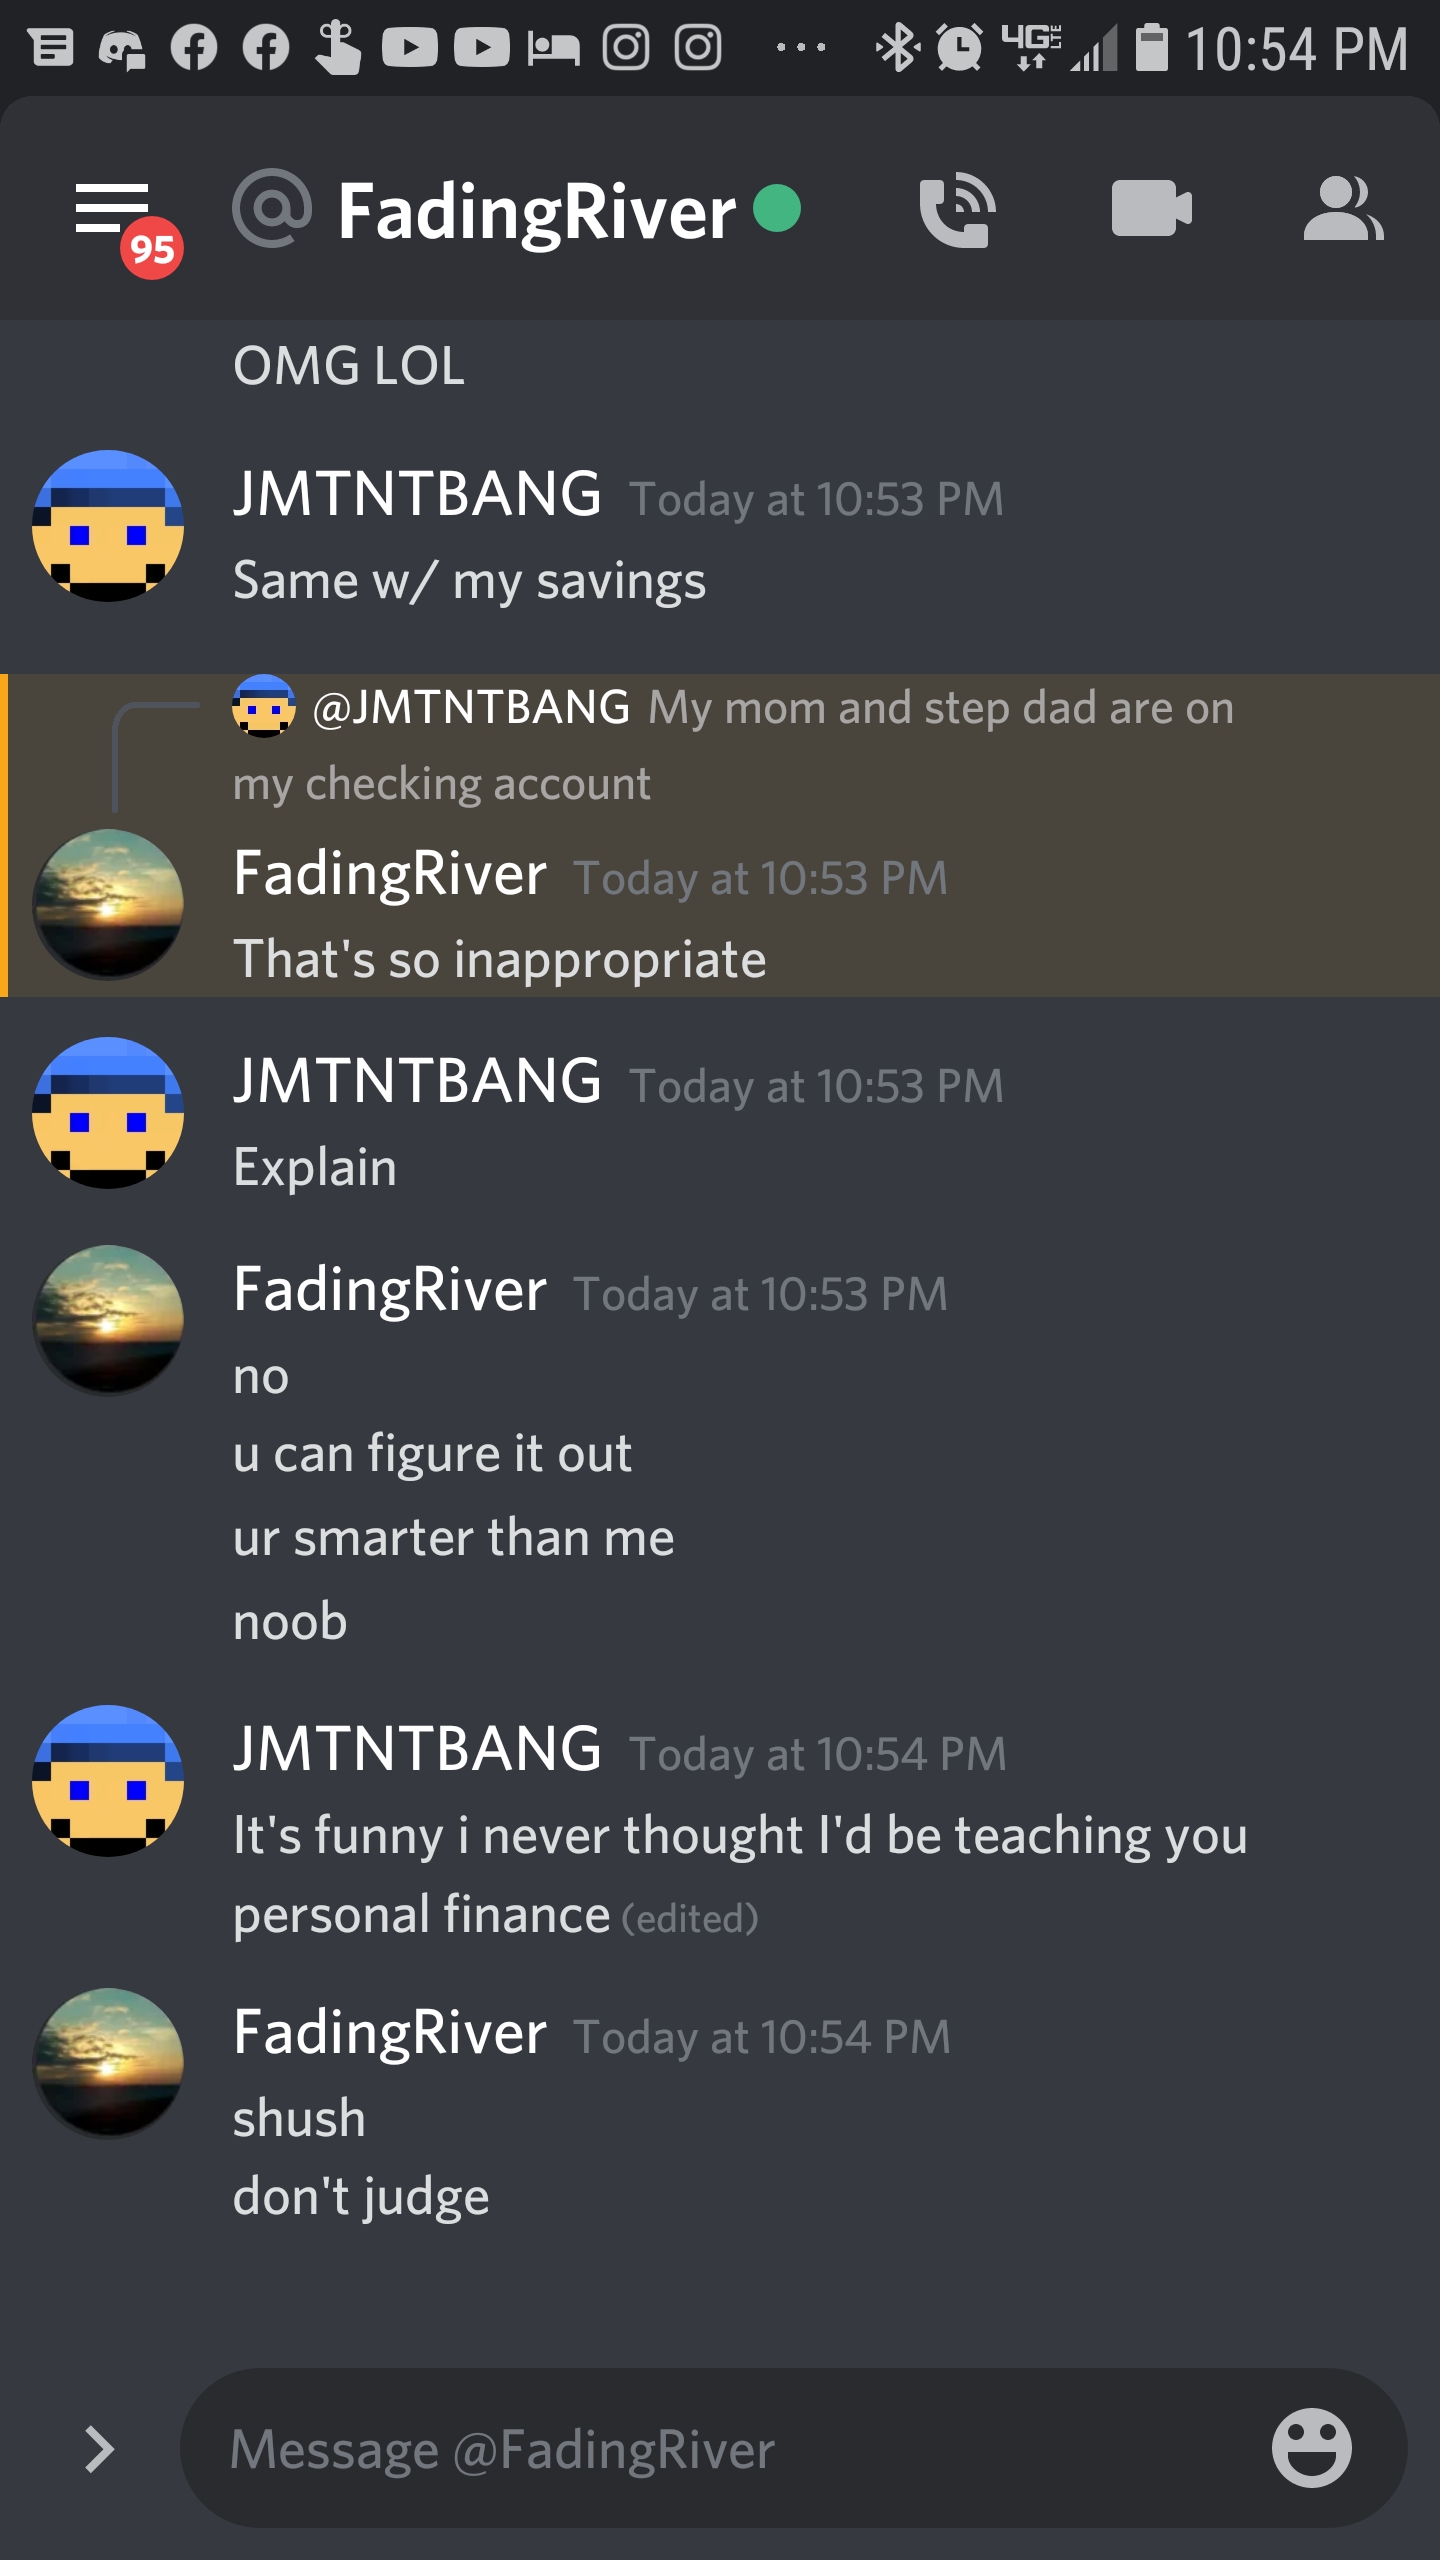 4G LTE 10:54 PM
@ FadingRiver
95
OMG LOL
JMTNTBANG Today at 10:53 PM
Same w/ my savings
@JMTNTBANG My mom and step dad are on
my checking account
FadingRiver Today at 10:53 PM
That's so inappropriate
JMTNTBANG Today at 10:53 PM
Explain
FadingRiver Today at 10:53 PM
no
u can figure it out
ur smarter than me
noob
JMTNTBANG Today at 10:54 PM
It's funny i never thought I'd be teaching you
personal finance (edited)
FadingRiver Today at 10:54 PM
shush
don't judge
Message @FadingRiver